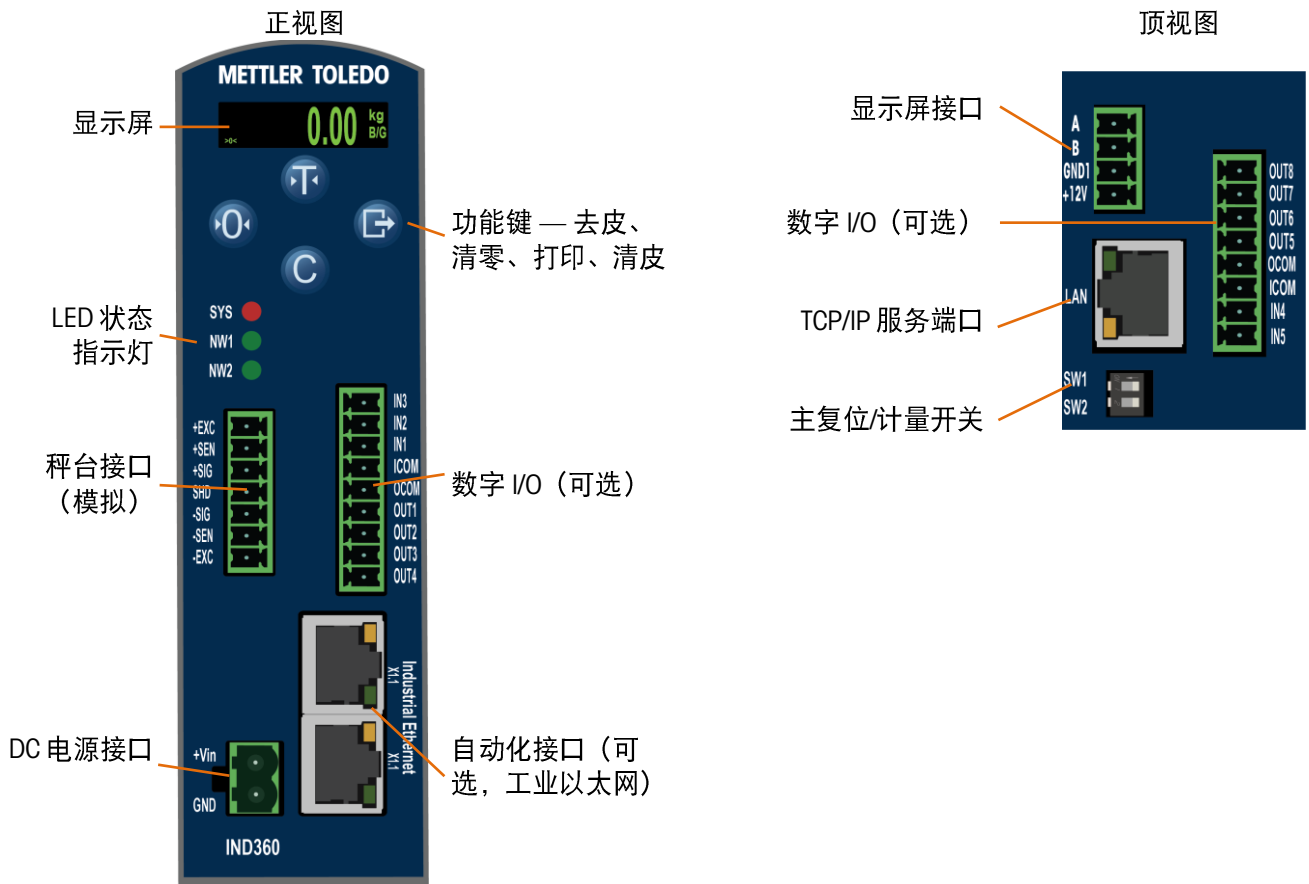 正视图
METTLER TOLEDO
显示屏
>0<
0.00
kg
B/G
T
0
C
功能键 — 去皮、
清零、打印、清皮
LED 状态
指示灯
SYS
NW1
NW2
秤台接口
（模拟）
+EXC
+SEN
+SIG
SHD
-SIG
-SEN
-EXC
IN3
IN2
IN1
ICOM
OCOM
OUT1
OUT2
OUT3
OUT4
数字 I/O（可选）
X1.1
X1.1
Industrial Ethernet
自动化接口（可
选，工业以太网）
DC 电源接口
+Vin
GND
IND360
顶视图
显示屏接口
A
B
GND1
+12V
数字 I/O（可选）
OUT8
OUT7
OUT6
OUT5
OCOM
ICOM
IN4
IN5
TCP/IP 服务端口
LAN
主复位/计量开关
SW1
SW2